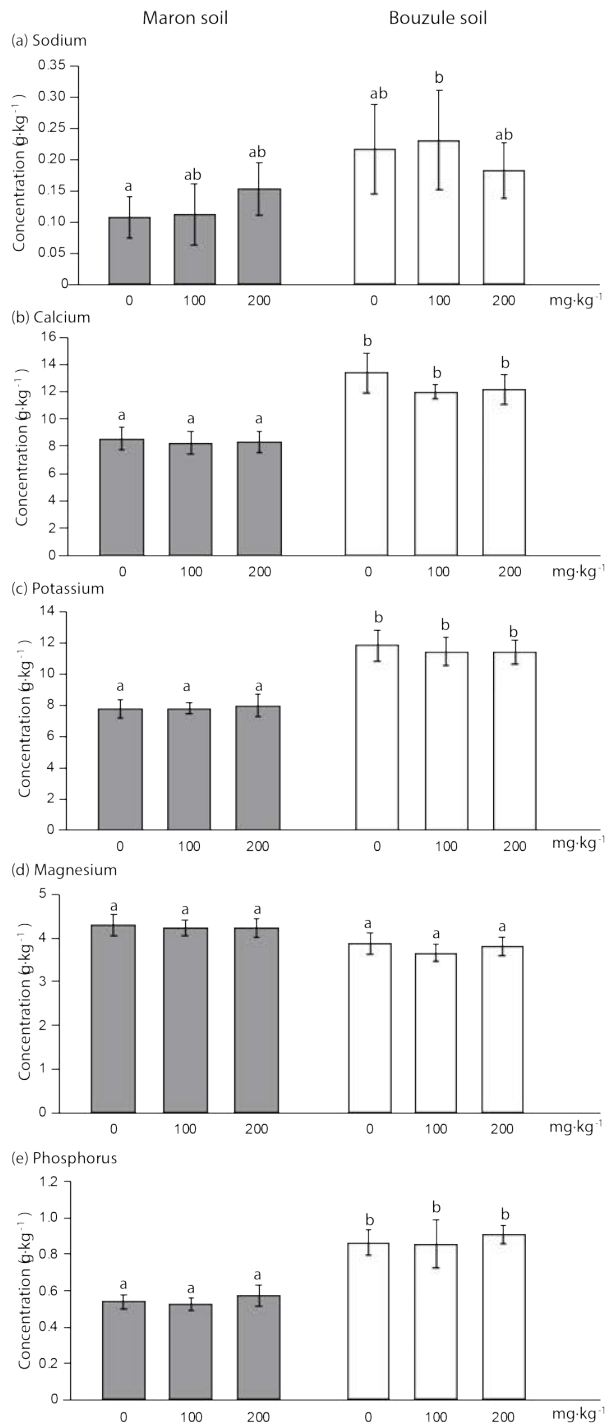 Maron soil Bouzule soil
(a) Sodium
Concentration (g·kg⁻¹)
0.35
0.30
0.25
0.20
0.15
0.10
0.05
0
a ab ab ab b ab
0 100 200 0 100 200 mg·kg⁻¹
(b) Calcium
Concentration (g·kg⁻¹)
16
14
12
10
8
6
4
2
0
a a a b b b
0 100 200 0 100 200 mg·kg⁻¹
(c) Potassium
Concentration (g·kg⁻¹)
14
12
10
8
6
4
2
0
a a a b b b
0 100 200 0 100 200 mg·kg⁻¹
(d) Magnesium
Concentration (g·kg⁻¹)
5
4
3
2
1
0
a a a a a a
0 100 200 0 100 200 mg·kg⁻¹
(e) Phosphorus
Concentration (g·kg⁻¹)
1.2
1.0
0.8
0.6
0.4
0.2
0
a a a b b b
0 100 200 0 100 200 mg·kg⁻¹